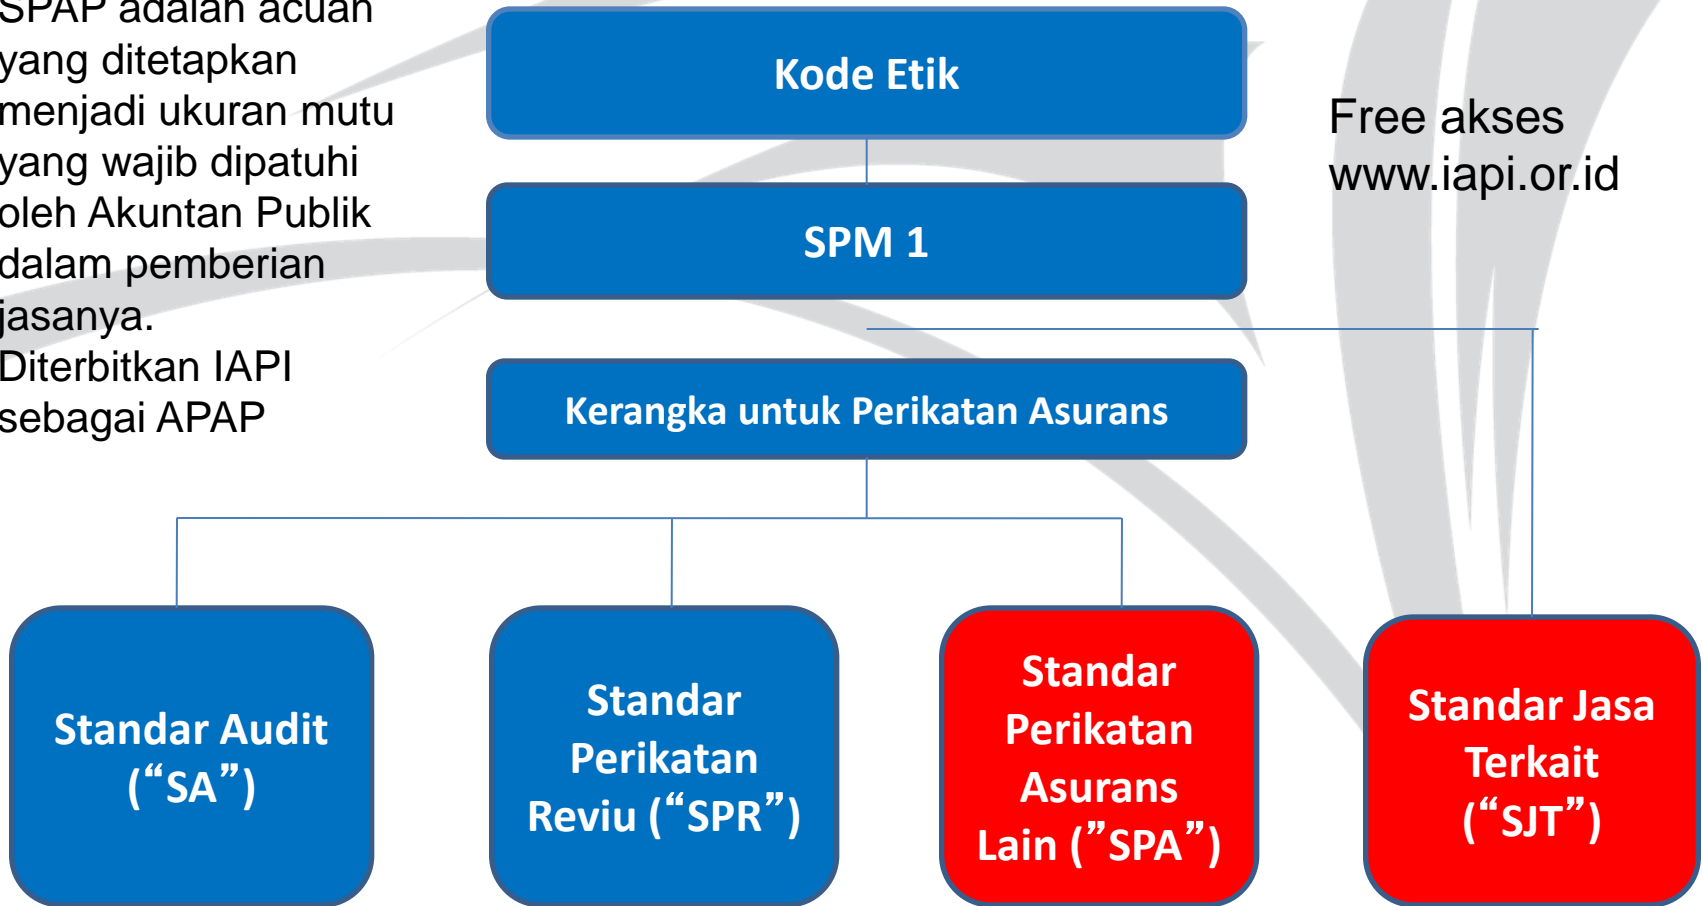 SPAP adalah acuan
yang ditetapkan
menjadi ukuran mutu
yang wajib dipatuhi
oleh Akuntan Publik
dalam pemberian
jasanya.
Diterbitkan IAPI
sebagai APAP
Kode Etik
Free akses
www.iapi.or.id
SPM 1
Kerangka untuk Perikatan Asurans
Standar Audit
(“SA”)
Standar
Perikatan
Reviu (“SPR”)
Standar
Perikatan
Asurans
Lain (”SPA”)
Standar Jasa
Terkait
(“SJT”)